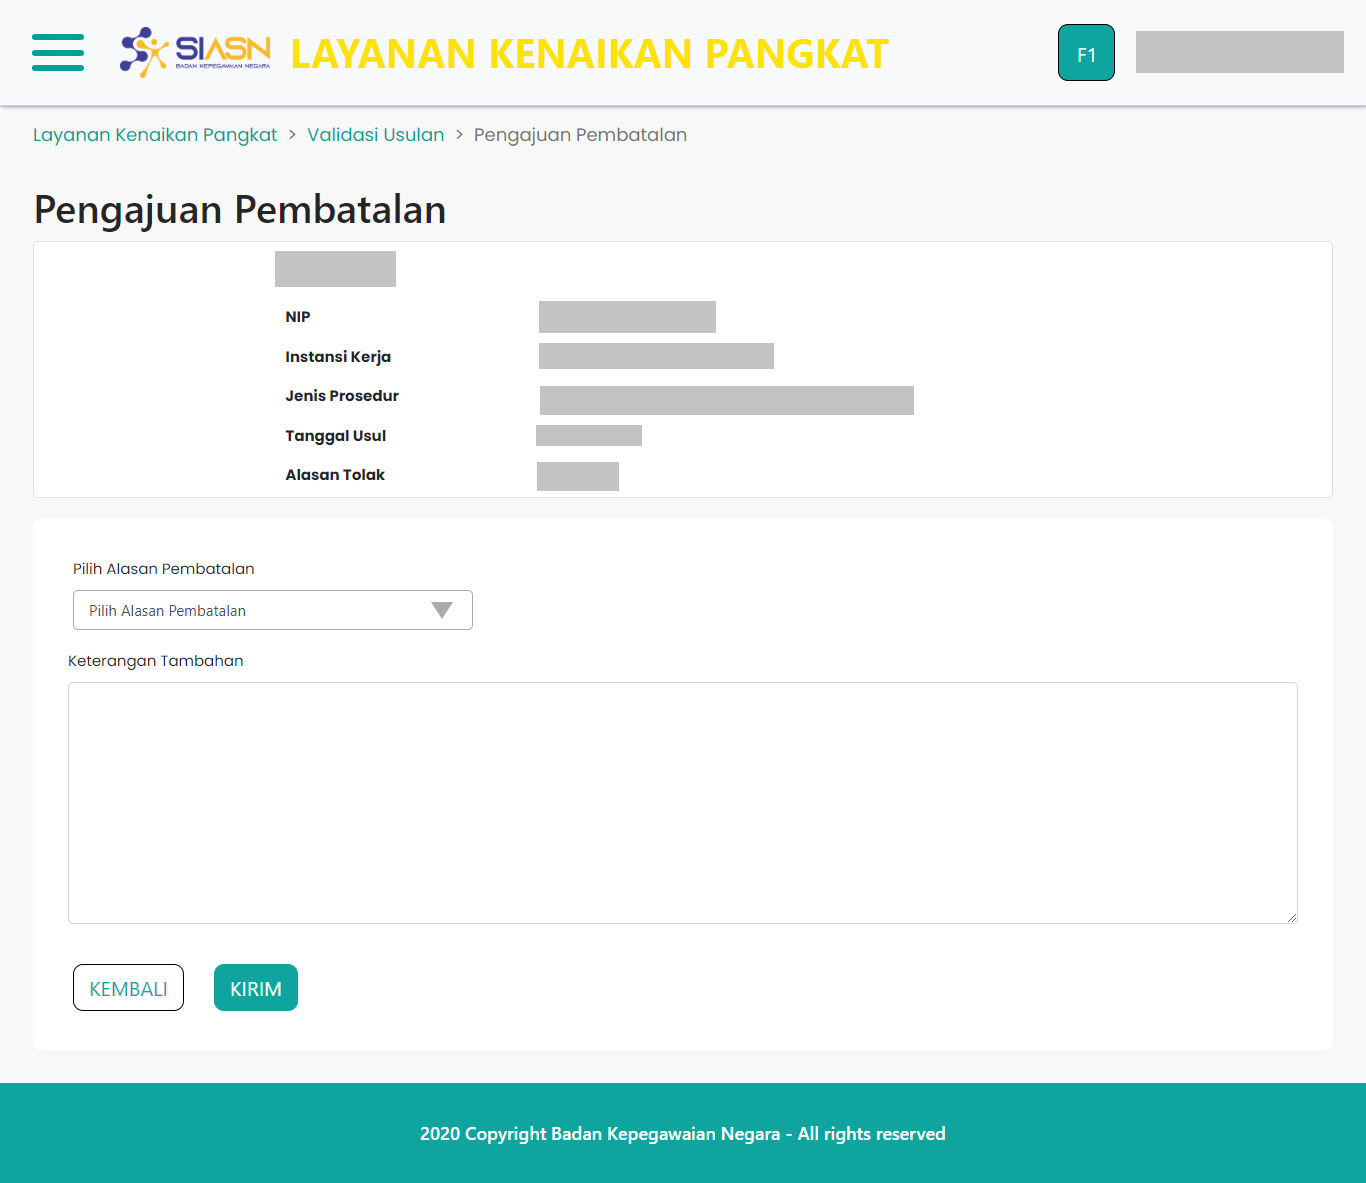 SIASN
BADAN KEPEGAWAIAN NEGARA
LAYANAN KENAIKAN PANGKAT
F1
Layanan Kenaikan Pangkat > Validasi Usulan > Pengajuan Pembatalan
Pengajuan Pembatalan
NIP
Instansi Kerja
Jenis Prosedur
Tanggal Usul
Alasan Tolak
Pilih Alasan Pembatalan
Pilih Alasan Pembatalan
Keterangan Tambahan
KEMBALI
KIRIM
2020 Copyright Badan Kepegawaian Negara - All rights reserved